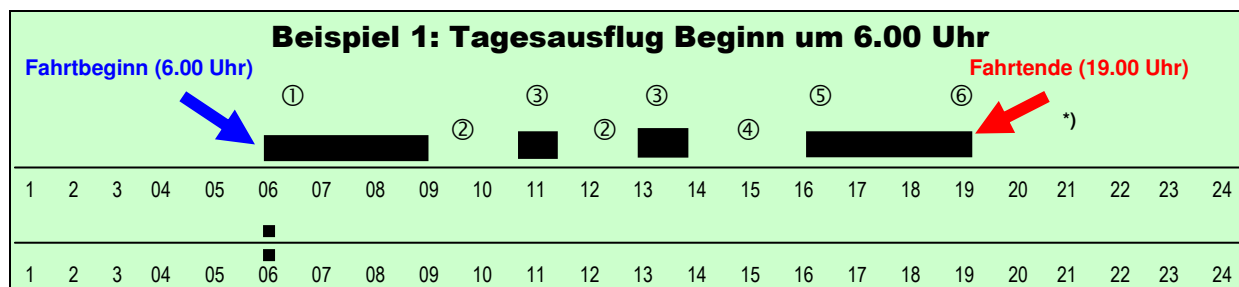 Beispiel 1: Tagesausflug Beginn um 6.00 Uhr
Fahrtbeginn (6.00 Uhr) Fahrtende (19.00 Uhr)
① ③ ③ ⑤ ⑥
② ② ④ *)
1 2 3 04 05 06 07 08 09 10 11 12 13 14 15 16 17 18 19 20 21 22 23 24
1 2 3 04 05 06 07 08 09 10 11 12 13 14 15 16 17 18 19 20 21 22 23 24